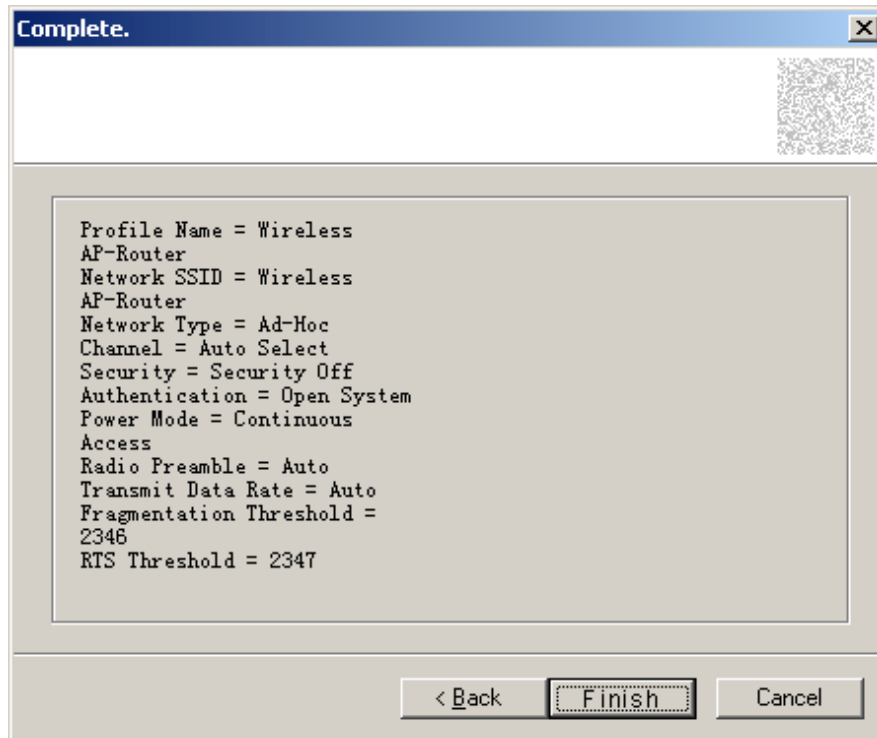 Complete.
Profile Name = Wireless
AP-Router
Network SSID = Wireless
AP-Router
Network Type = Ad-Hoc
Channel = Auto Select
Security = Security Off
Authentication = Open System
Power Mode = Continuous
Access
Radio Preamble = Auto
Transmit Data Rate = Auto
Fragmentation Threshold =
2346
RTS Threshold = 2347
< Back
Finish
Cancel